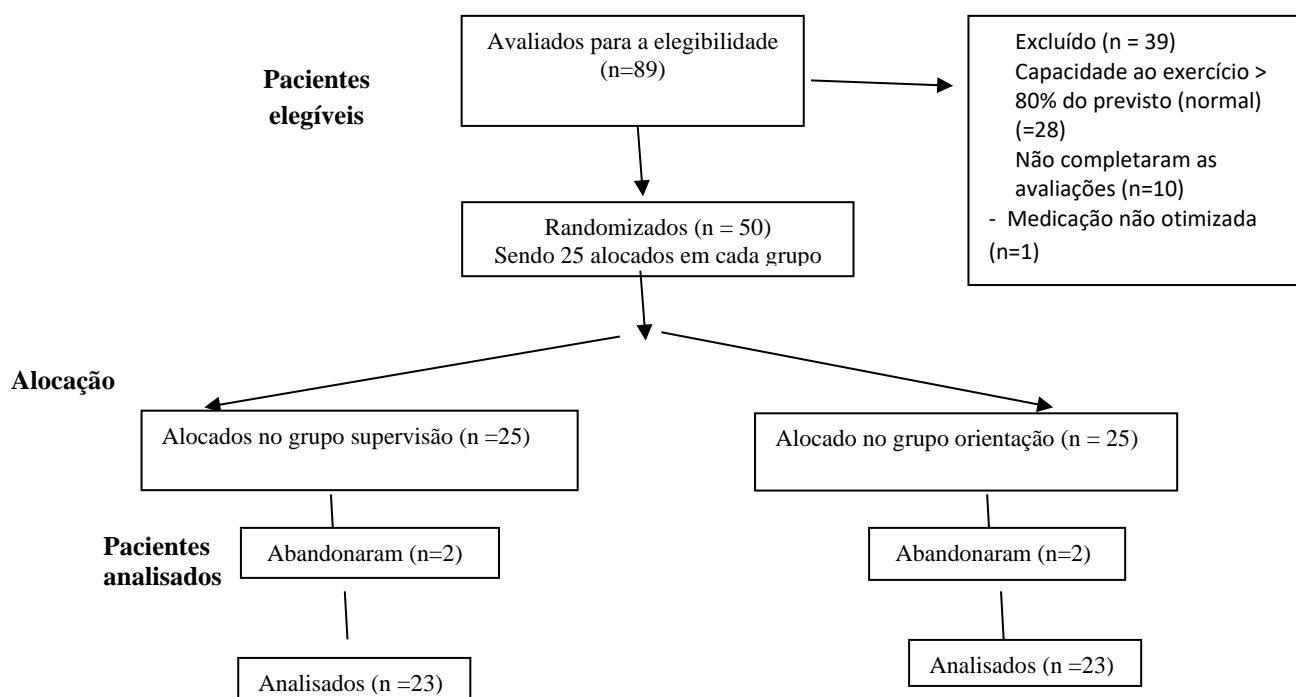 Avaliados para a elegibilidade
(n=89)
Pacientes
elegíveis
Excluído (n = 39)
Capacidade ao exercício >
80% do previsto (normal)
(=28)
Não completaram as
avaliações (n=10)
- Medicação não otimizada
(n=1)
Randomizados (n = 50)
Sendo 25 alocados em cada grupo
Alocação
Alocados no grupo supervisão (n =25)
Alocado no grupo orientação (n = 25)
Pacientes
analisados
Abandonaram (n=2)
Abandonaram (n=2)
Analisados (n =23)
Analisados (n =23)